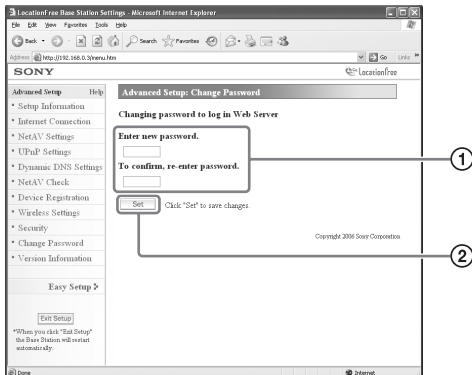 LocationFree Base Station Settings - Microsoft Internet Explorer
File Edit View Favorites Tools Help
Back Search Favorites
Address http://192.168.0.3/menu.htm Go Links »
SONY LocationFree
Advanced Setup Help
Advanced Setup: Change Password
* Setup Information
* Internet Connection
* NetAV Settings
* UPnP Settings
* Dynamic DNS Settings
* NetAV Check
* Device Registration
* Wireless Settings
* Security
* Change Password
* Version Information
Easy Setup
Exit Setup
*When you click "Exit Setup"
the Base Station will restart
automatically.
Changing password to log in Web Server
Enter new password.
To confirm, re-enter password.
1
Set Click "Set" to save changes.
2
Copyright 2006 Sony Corporation
Done Internet